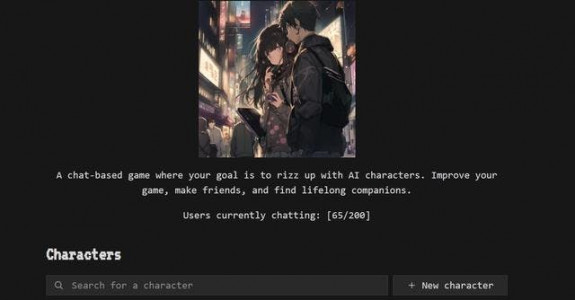 A chat-based game where your goal is to rizz up with AI characters. Improve your
game, make friends, and find lifelong companions.
Users currently chatting: [65/200]
Characters
Search for a character
+ New character